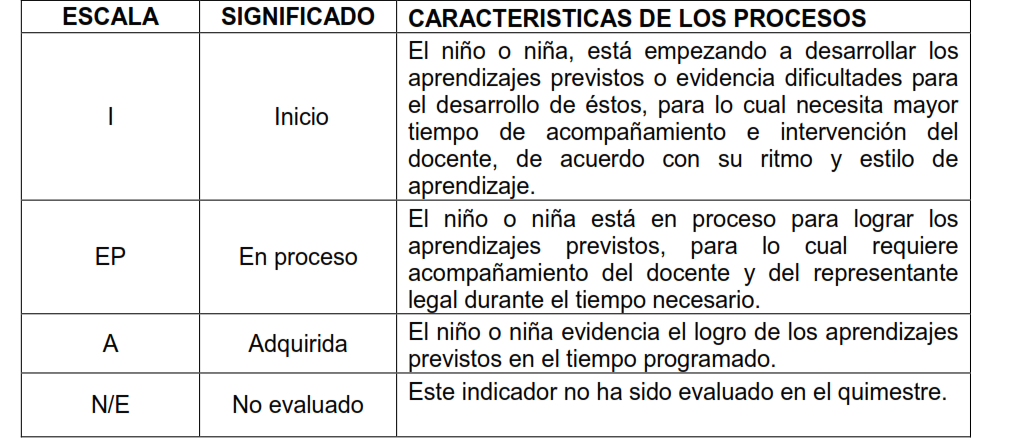 ESCALA SIGNIFICADO CARACTERISTICAS DE LOS PROCESOS
I Inicio El niño o niña, está empezando a desarrollar los
aprendizajes previstos o evidencia dificultades para
el desarrollo de éstos, para lo cual necesita mayor
tiempo de acompañamiento e intervención del
docente, de acuerdo con su ritmo y estilo de
aprendizaje.
EP En proceso El niño o niña está en proceso para lograr los
aprendizajes previstos, para lo cual requiere
acompañamiento del docente y del representante
legal durante el tiempo necesario.
A Adquirida El niño o niña evidencia el logro de los aprendizajes
previstos en el tiempo programado.
N/E No evaluado Este indicador no ha sido evaluado en el quimestre.